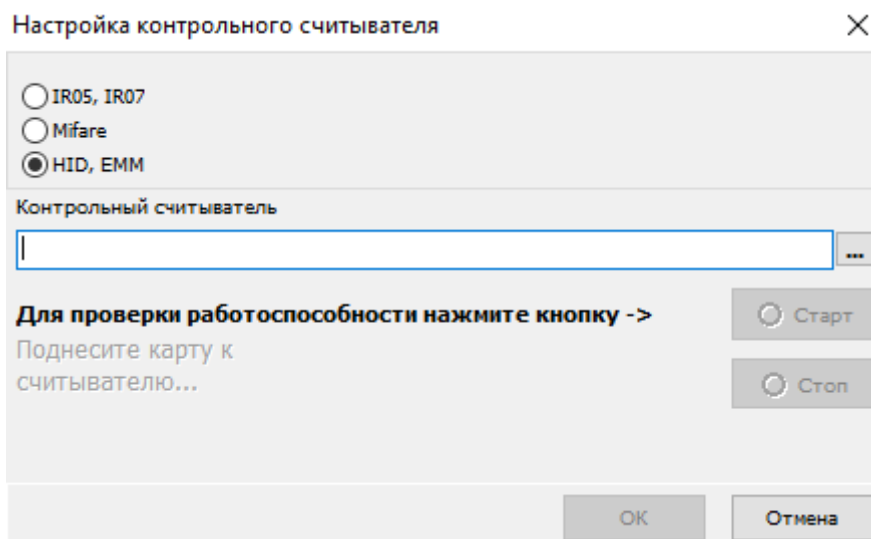 Настройка контрольного считывателя
IR05, IR07
Mifare
HID, EMM
Контрольный считыватель
...
Для проверки работоспособности нажмите кнопку ->
Старт
Поднесите карту к
считывателю...
Стоп
ОК
Отмена